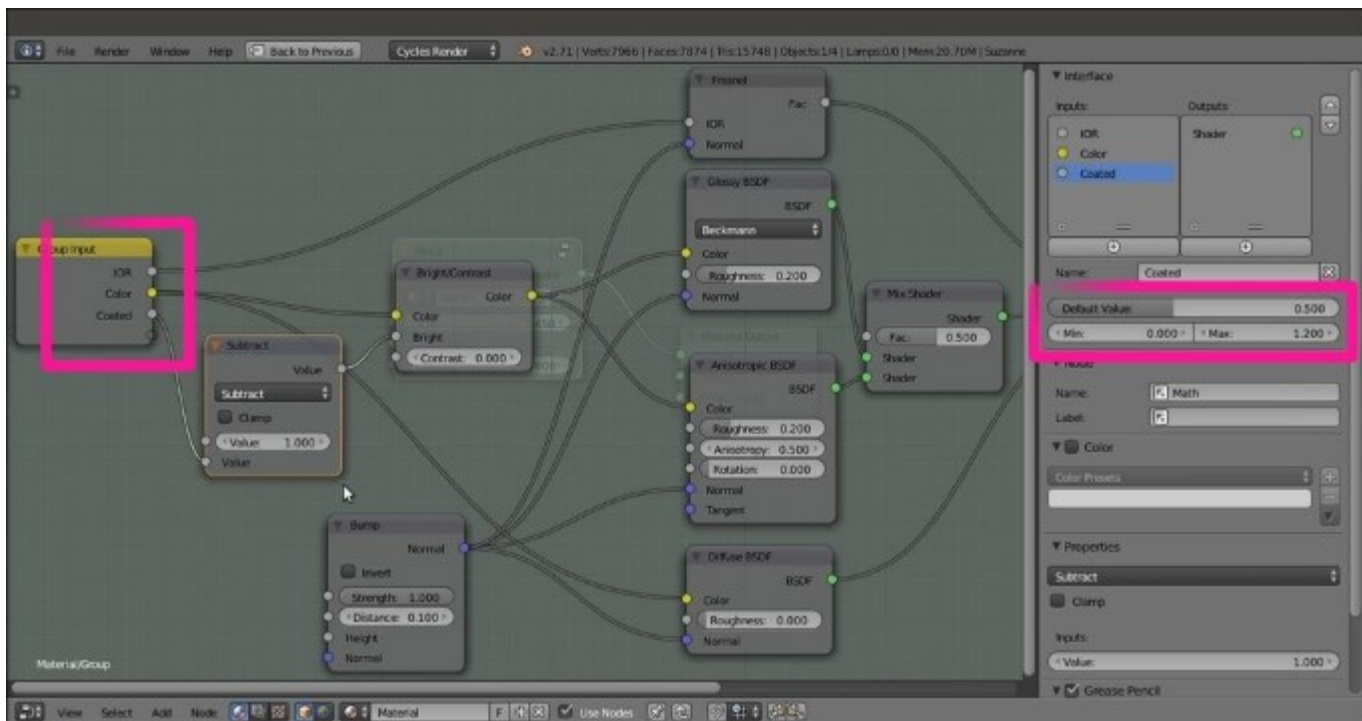 File Render Window Help Back to Previous Cycles Render v2.71 | Verts:7966 | Faces:7874 | Tris:15748 | Objects:1/4 | Lamps:0/0 | Mem:20.70M | Suzanne
Group Input
IOR
Color
Coated
Subtract
Value
Subtract
Clamp
Value: 1.000
Value
Bright/Contrast
Color
Color
Bright
Contrast: 0.000
Bump
Normal
Invert
Strength: 1.000
Distance: 0.100
Height
Normal
Fresnel
Fac
IOR
Normal
Glossy BSDF
BSDF
Beckmann
Color
Roughness: 0.200
Normal
Anisotropic BSDF
BSDF
Color
Roughness: 0.200
Anisotropy: 0.500
Rotation: 0.000
Normal
Tangent
Diffuse BSDF
BSDF
Color
Roughness: 0.000
Normal
Mix Shader
Shader
Fac: 0.500
Shader
Shader
Interface
Inputs: Outputs:
IOR Shader
Color
Coated
Name: Coated
Default Value: 0.500
Min: 0.000 Max: 1.200
Node
Name: Math
Label:
Color
Color Presets
Properties
Subtract
Clamp
Inputs:
Value: 1.000
Grease Pencil
Material/Group
View Select Add Node Material F Use Nodes